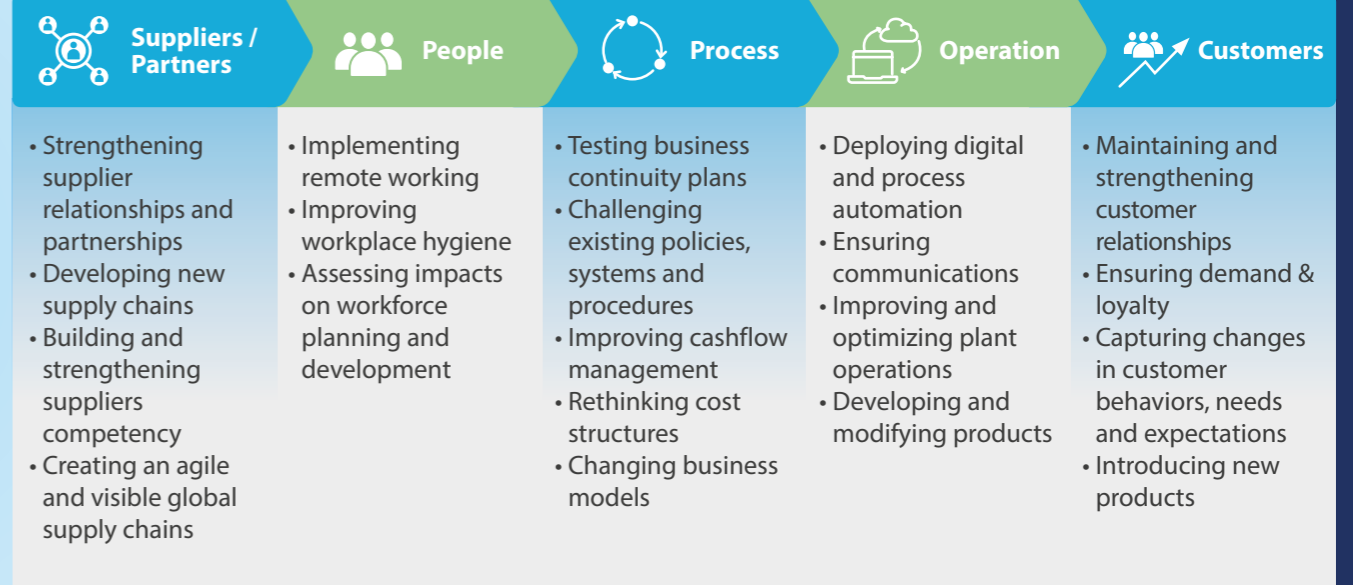 Suppliers /
Partners
People
Process
Operation
Customers
• Strengthening
supplier
relationships and
partnerships
• Developing new
supply chains
• Building and
strengthening
suppliers
competency
• Creating an agile
and visible global
supply chains
• Implementing
remote working
• Improving
workplace hygiene
• Assessing impacts
on workforce
planning and
development
• Testing business
continuity plans
• Challenging
existing policies,
systems and
procedures
• Improving cashflow
management
• Rethinking cost
structures
• Changing business
models
• Deploying digital
and process
automation
• Ensuring
communications
• Improving and
optimizing plant
operations
• Developing and
modifying products
• Maintaining and
strengthening
customer
relationships
• Ensuring demand &
loyalty
• Capturing changes
in customer
behaviors, needs
and expectations
• Introducing new
products